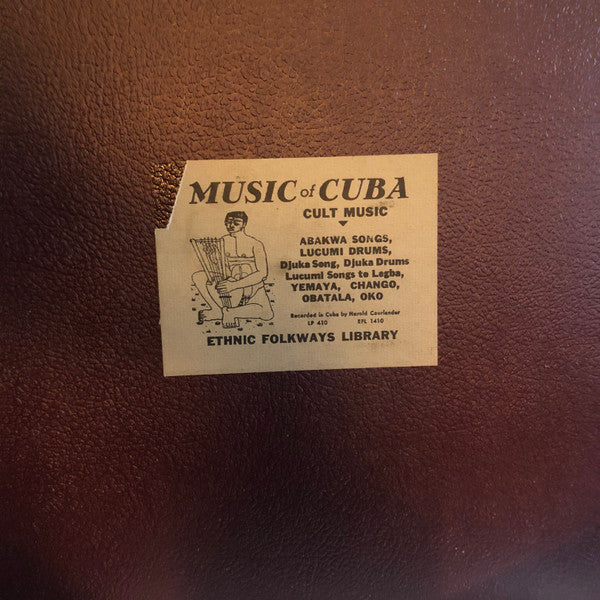 MUSIC of CUBA
CULT MUSIC
ABAKWA SONGS,
LUCUMI DRUMS,
Djuka Song, Djuka Drums
Lucumi Songs to Legba,
YEMAYA, CHANGO,
OBATALA, OKO
Recorded in Cuba by Harold Courlander
LP 410 EFL 1410
ETHNIC FOLKWAYS LIBRARY